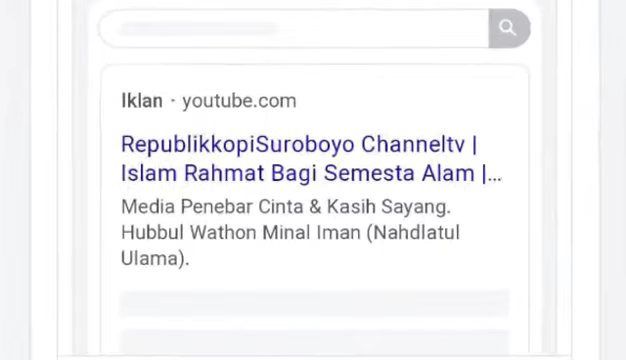 Iklan · youtube.com
RepublikkopiSuroboyo Channeltv |
Islam Rahmat Bagi Semesta Alam |...
Media Penebar Cinta & Kasih Sayang.
Hubbul Wathon Minal Iman (Nahdlatul
Ulama).